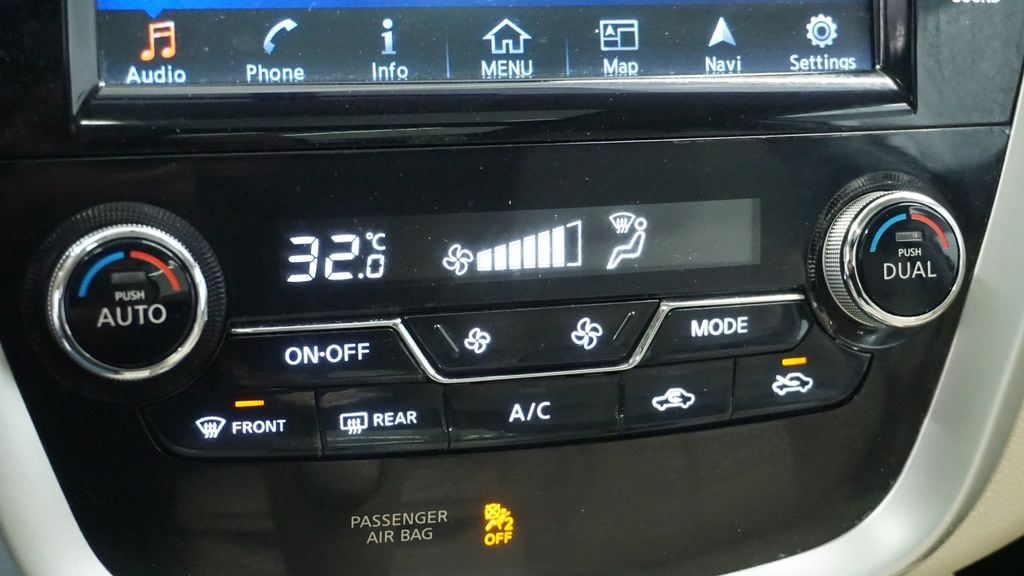 Audio Phone Info MENU Map Navi Settings
32.0 °C
PUSH
AUTO
PUSH
DUAL
ON·OFF
MODE
FRONT
REAR
A/C
PASSENGER
AIR BAG
2
OFF